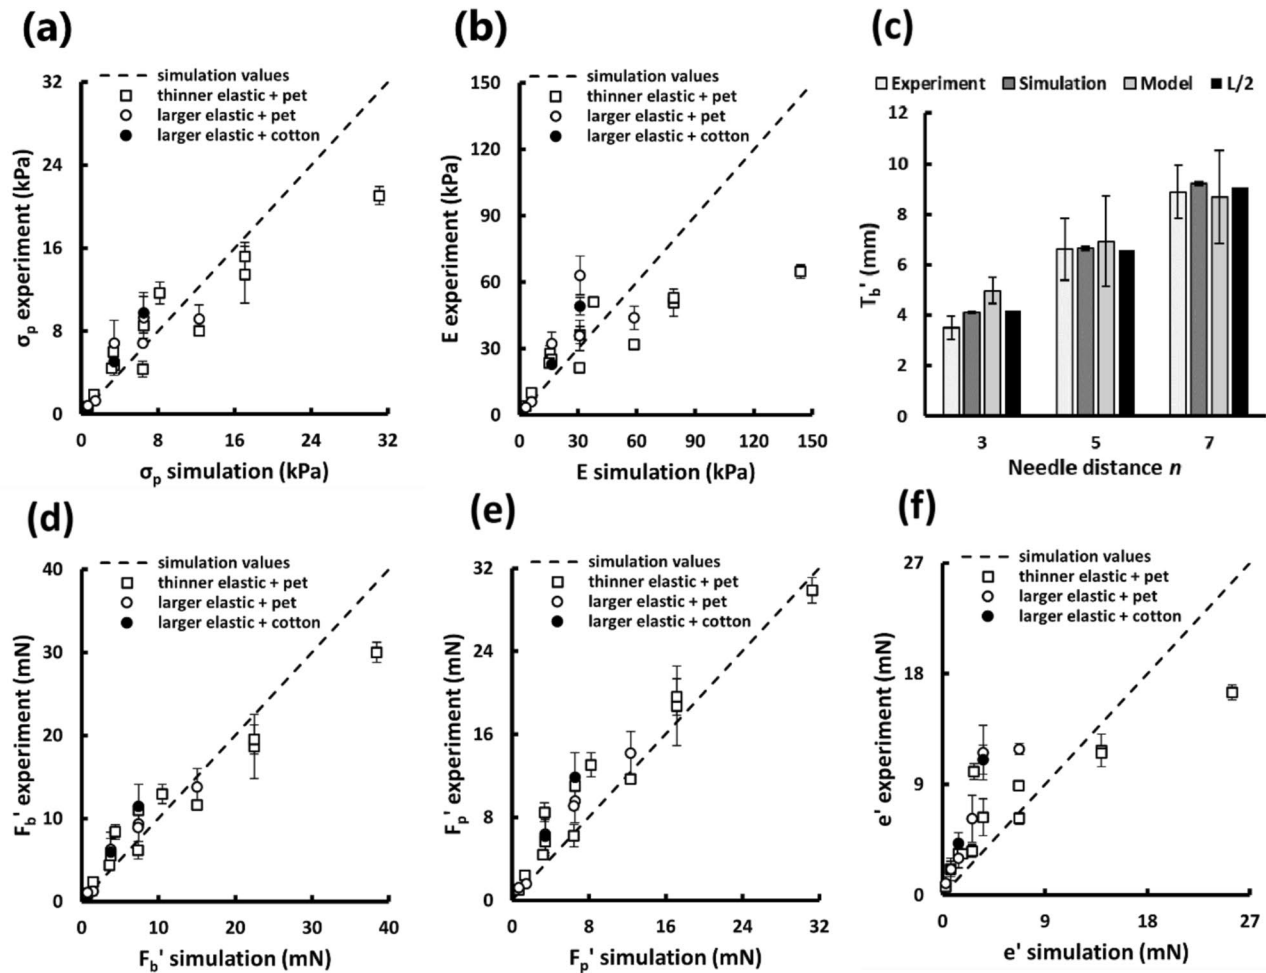 (a)
simulation values
thinner elastic + pet
larger elastic + pet
larger elastic + cotton
32
24
16
8
0
0 8 16 24 32
σp experiment (kPa)
σp simulation (kPa)
(b)
simulation values
thinner elastic + pet
larger elastic + pet
larger elastic + cotton
150
120
90
60
30
0
0 30 60 90 120 150
E experiment (kPa)
E simulation (kPa)
(c)
Experiment Simulation Model L/2
12
10
8
6
4
2
0
3 5 7
Tb' (mm)
Needle distance n
(d)
simulation values
thinner elastic + pet
larger elastic + pet
larger elastic + cotton
40
30
20
10
0
0 10 20 30 40
Fb' experiment (mN)
Fb' simulation (mN)
(e)
simulation values
thinner elastic + pet
larger elastic + pet
larger elastic + cotton
32
24
16
8
0
0 8 16 24 32
Fp' experiment (mN)
Fp' simulation (mN)
(f)
simulation values
thinner elastic + pet
larger elastic + pet
larger elastic + cotton
27
18
9
0
0 9 18 27
e' experiment (mN)
e' simulation (mN)